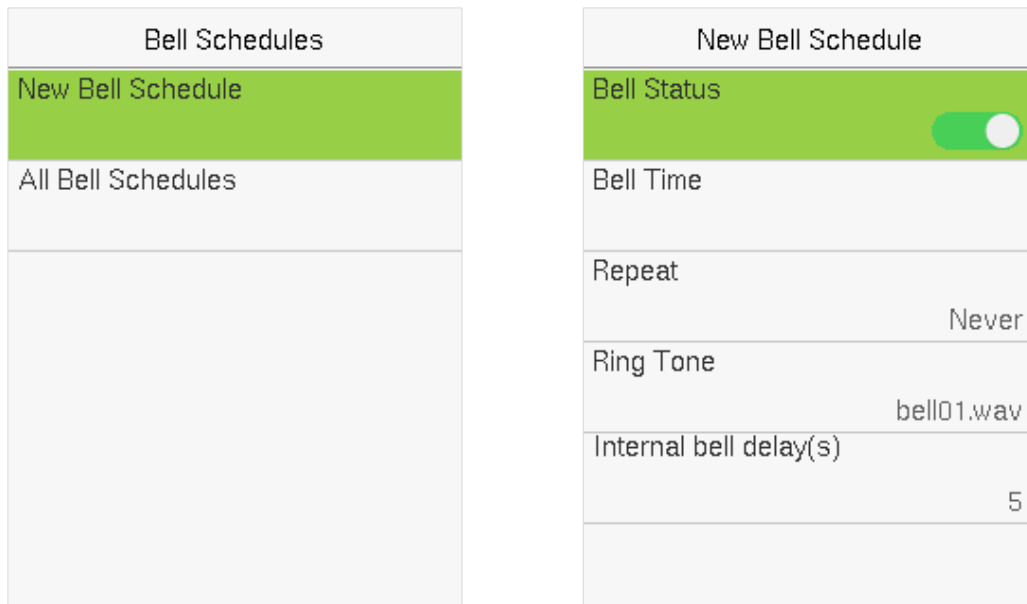 Bell Schedules
New Bell Schedule
All Bell Schedules
New Bell Schedule
Bell Status
Bell Time
Repeat
Never
Ring Tone
bell01.wav
Internal bell delay(s)
5